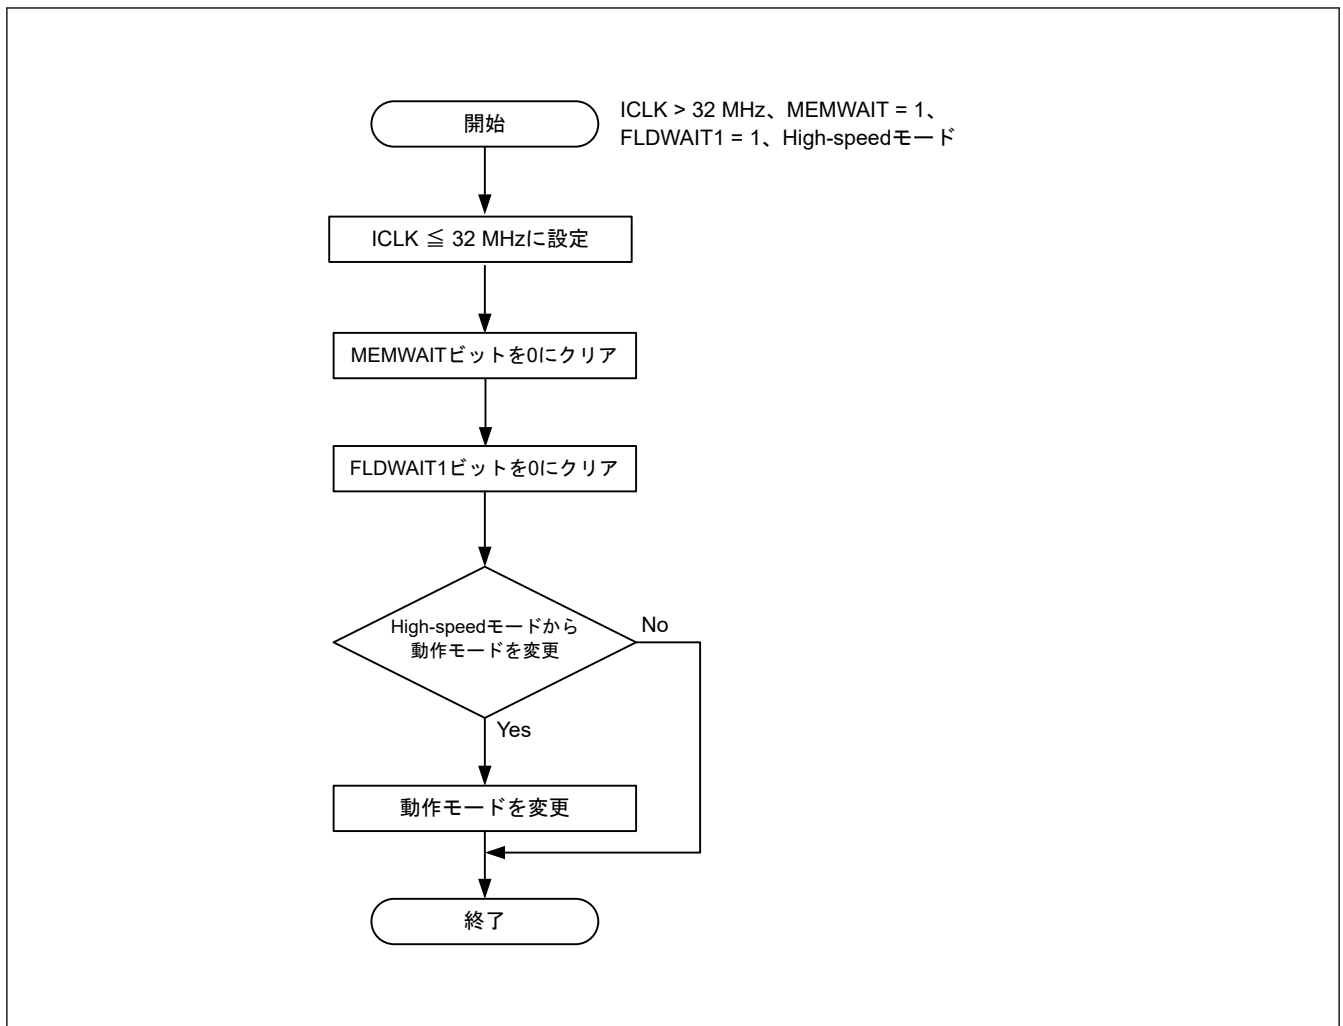 開始
ICLK > 32 MHz、MEMWAIT = 1、
FLDWAIT1 = 1、High-speedモード
ICLK ≦ 32 MHzに設定
MEMWAITビットを0にクリア
FLDWAIT1ビットを0にクリア
High-speedモードから
動作モードを変更
No
Yes
動作モードを変更
終了